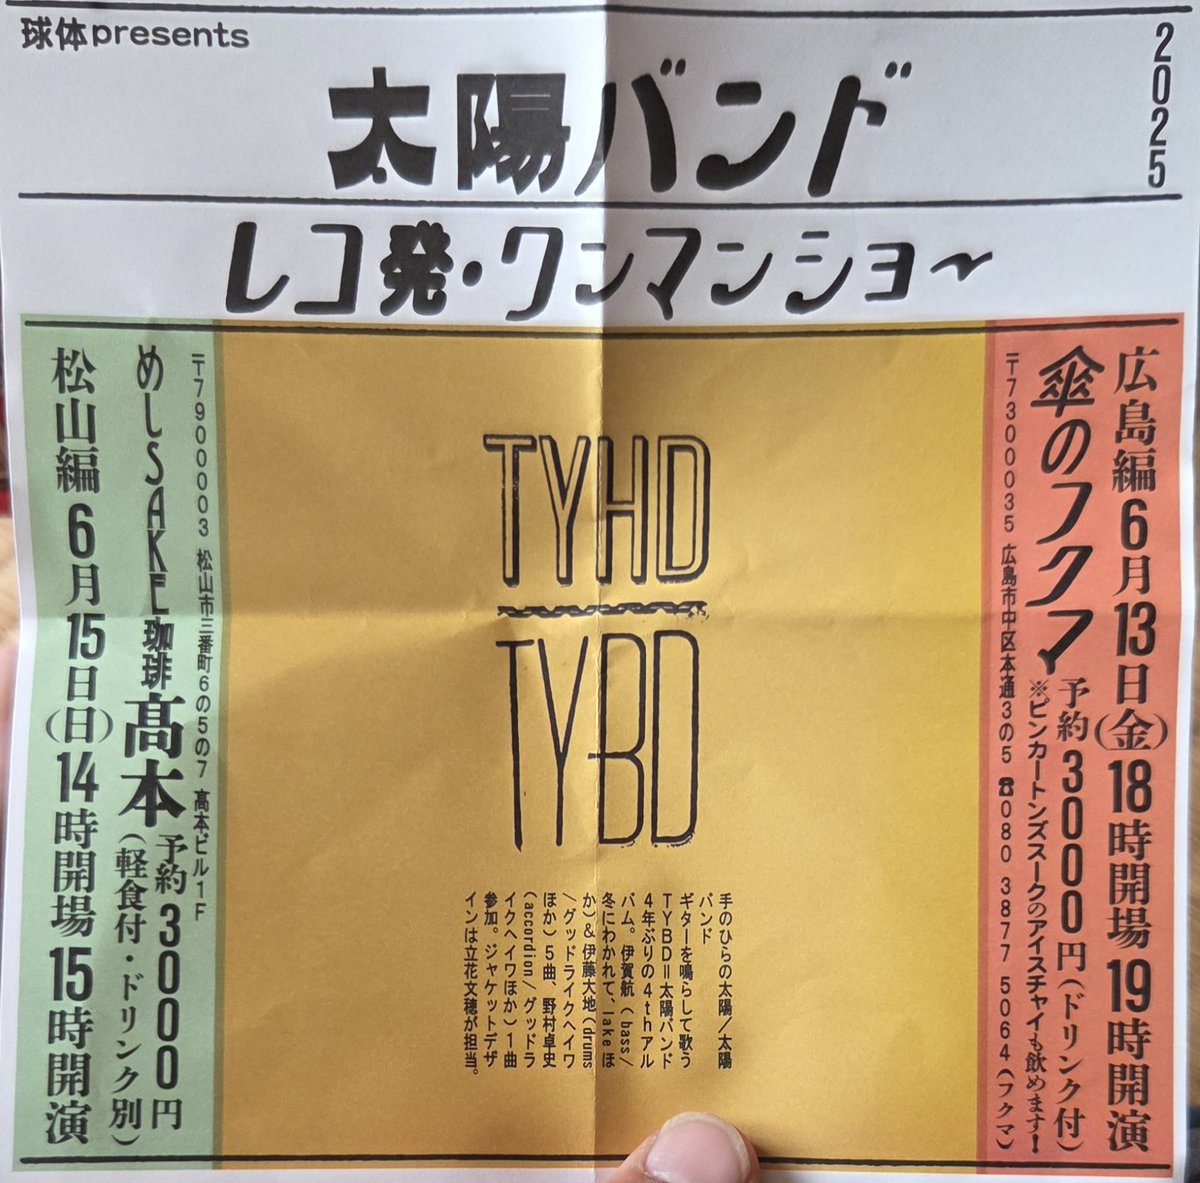 球体presents
2025
太陽バンド
レコ発・ワンマンショー
広島編 6月13日(金) 18時開場 19時開演
傘のフクマ 予約3000円(ドリンク付)
※ピンカートンズスークのアイスチャイも飲めます!
〒7300035 広島市中区本通3の5 ☎080 3877 5064(フクマ)
TYHD
TYBD
手のひらの太陽/太陽
バンド
ギターを鳴らして歌う
TYBD=太陽バンド
4年ぶりの4thアル
バム。伊賀航(bass/
冬にわかれて、lakeほ
か)&伊藤大地(drums
/グッドライクヘイワ
ほか)5曲、野村卓史
(accordion/グッドラ
イクヘイワほか)1曲
参加。ジャケットデザ
インは立花文穂が担当。
〒7900003 松山市三番町6の5の7 髙本ビル1F
めしSAKE珈琲髙本 予約3000円
(軽食付・ドリンク別)
松山編 6月15日(日) 14時開場 15時開演